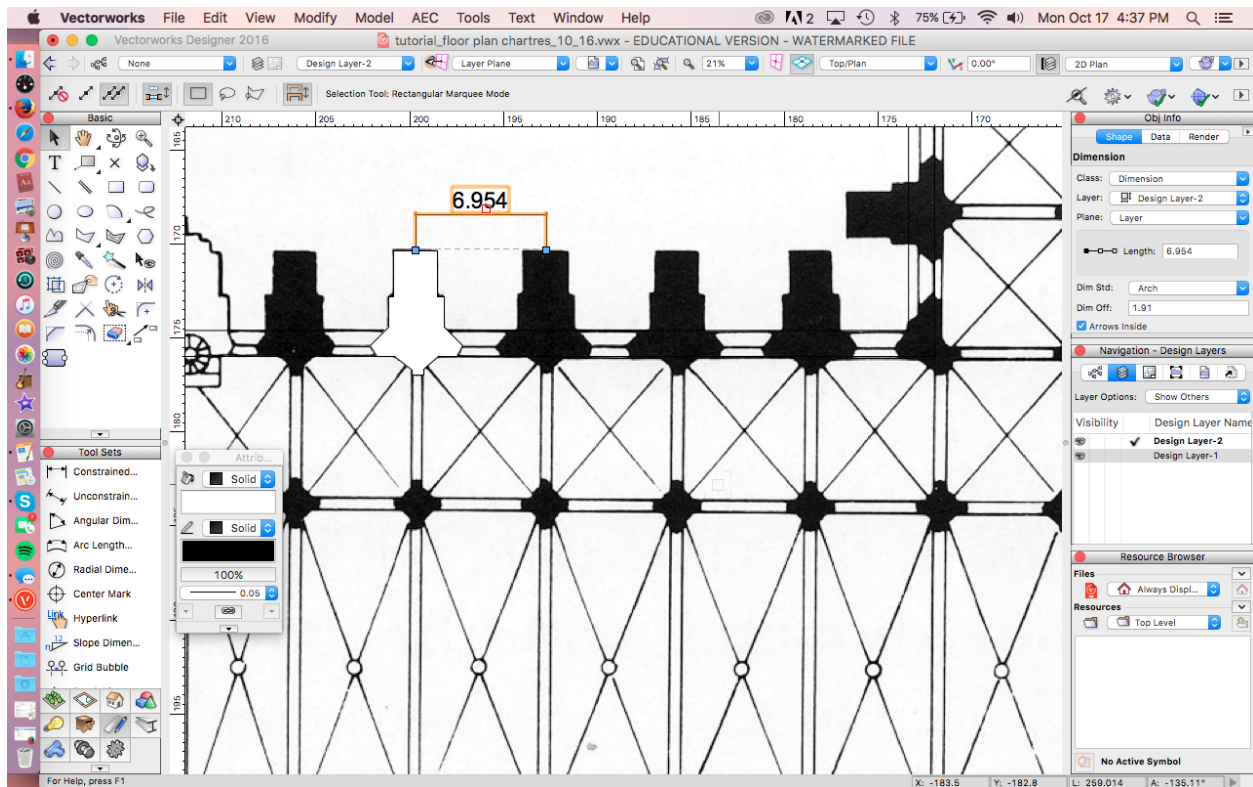 Vectorworks File Edit View Modify Model AEC Tools Text Window Help 2 75% Mon Oct 17 4:37 PM
Vectorworks Designer 2016 tutorial_floor plan chartres_10_16.vwx - EDUCATIONAL VERSION - WATERMARKED FILE
None Design Layer-2 Layer Plane 21% Top/Plan 0.00° 2D Plan
Selection Tool: Rectangular Marquee Mode
Basic
210 205 200 195 190 185 180 175 170
165
170
175
180
195
6.954
Tool Sets
Constrained...
Unconstrain...
Angular Dim...
Arc Length...
Radial Dime...
Center Mark
Link Hyperlink
12
n Slope Dimen...
Grid Bubble
Attrib...
Solid
Solid
100%
0.05
Obj Info
Shape Data Render
Dimension
Class: Dimension
Layer: Design Layer-2
Plane: Layer
Length: 6.954
Dim Std: Arch
Dim Off: 1.91
Arrows Inside
Navigation - Design Layers
Layer Options: Show Others
Visibility Design Layer Name
Design Layer-2
Design Layer-1
Resource Browser
Files
Always Displ...
Resources
Top Level
No Active Symbol
For Help, press F1
X: -183.5 Y: -182.8 L: 259.014 A: -135.11°